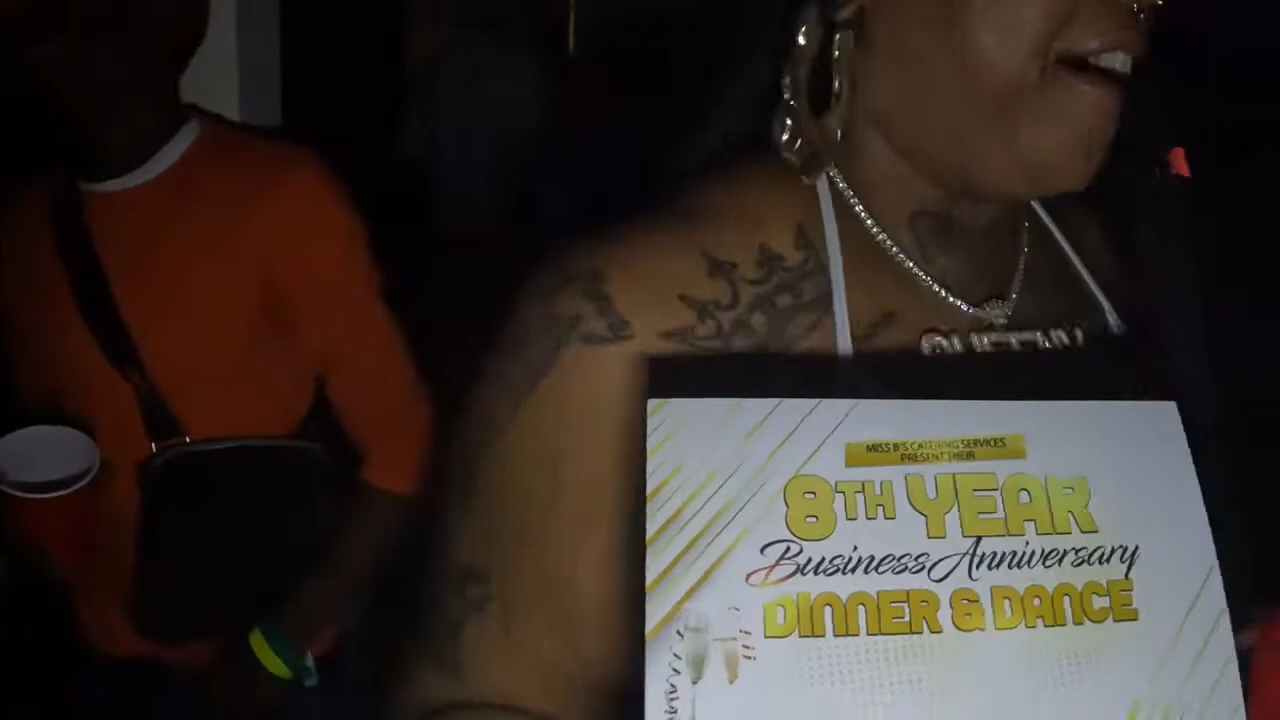 MISS B'S CATERING SERVICES
PRESENT THEIR
8TH YEAR
Business Anniversary
DINNER & DANCE